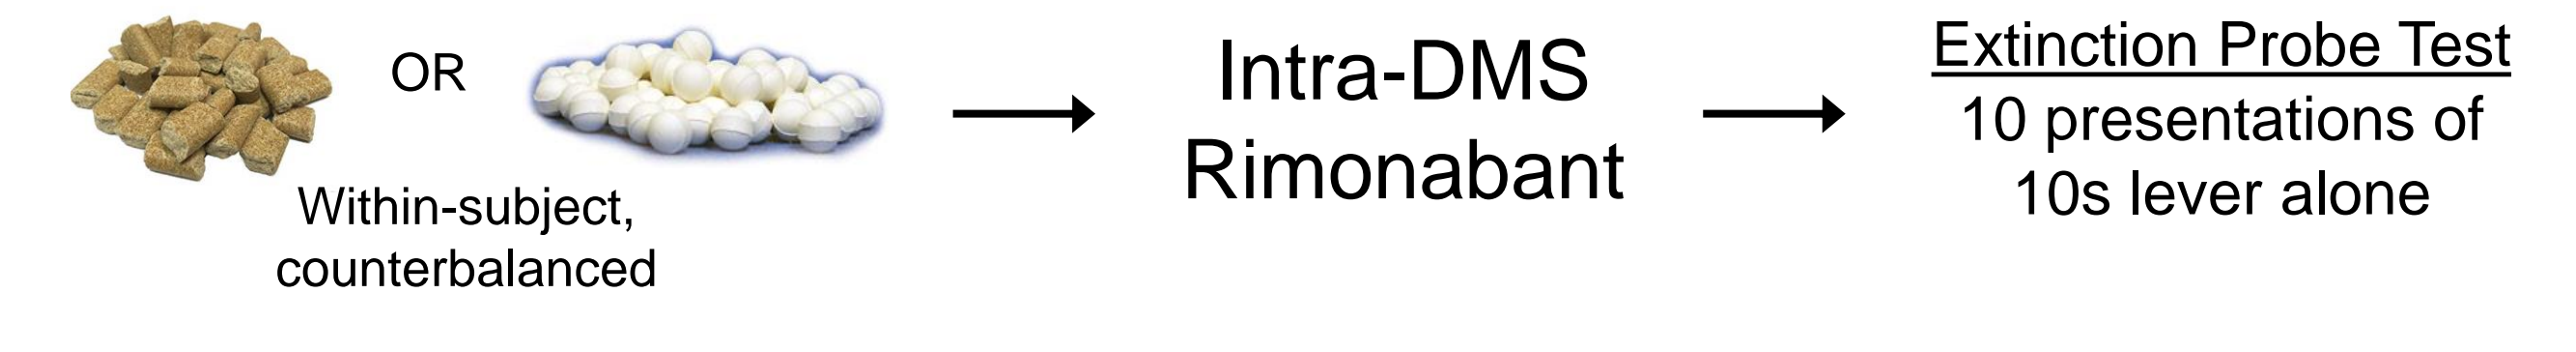 OR
Within-subject,
counterbalanced
Intra-DMS
Rimonabant
Extinction Probe Test
10 presentations of
10s lever alone